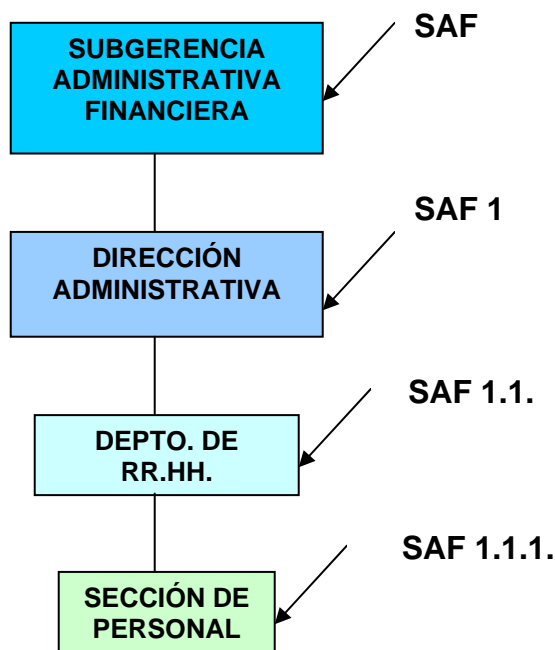 SAF
SUBGERENCIA
ADMINISTRATIVA
FINANCIERA
SAF 1
DIRECCIÓN
ADMINISTRATIVA
SAF 1.1.
DEPTO. DE
RR.HH.
SAF 1.1.1.
SECCIÓN DE
PERSONAL